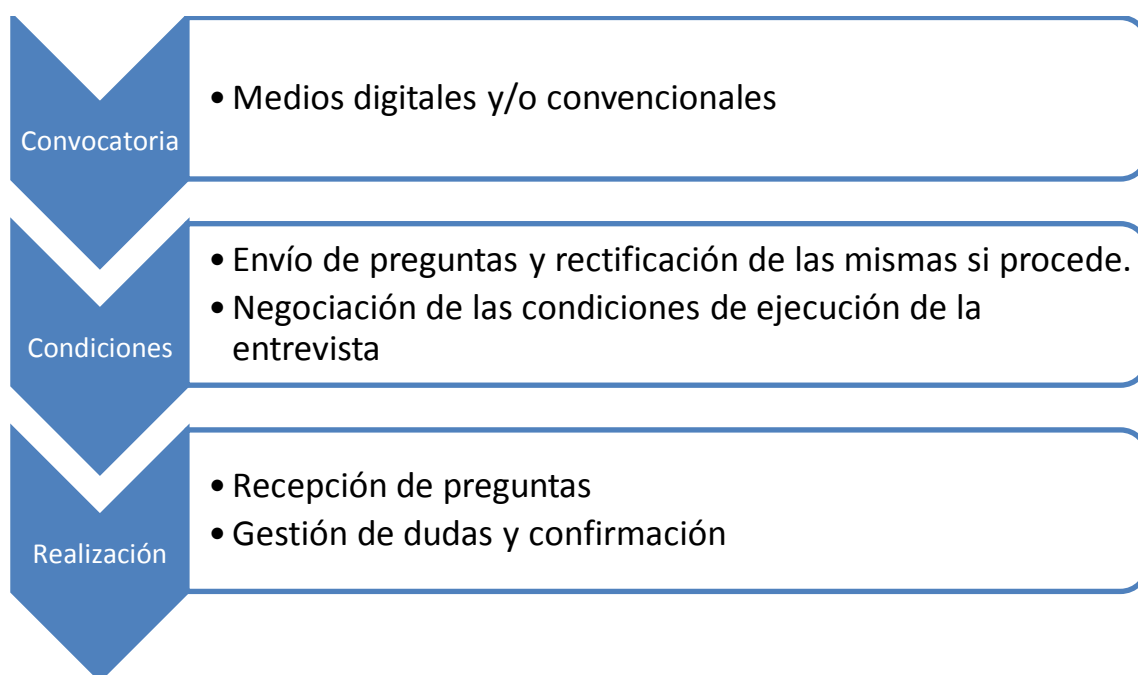 Convocatoria
• Medios digitales y/o convencionales
Condiciones
• Envío de preguntas y rectificación de las mismas si procede.
• Negociación de las condiciones de ejecución de la
entrevista
Realización
• Recepción de preguntas
• Gestión de dudas y confirmación